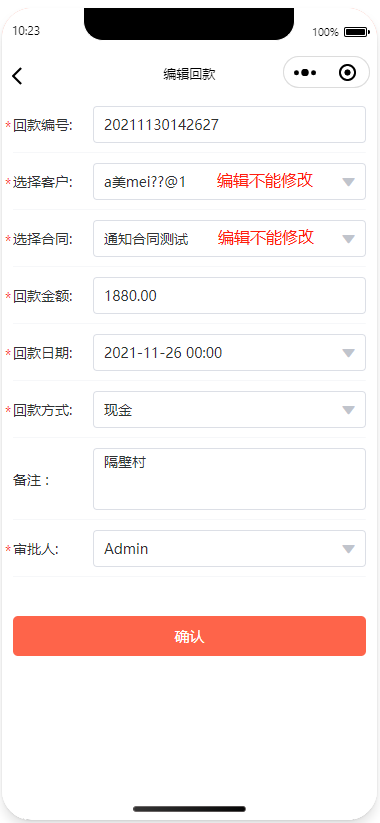 10:23
100%
编辑回款
*回款编号: 20211130142627
*选择客户: a美mei??@1 编辑不能修改
*选择合同: 通知合同测试 编辑不能修改
*回款金额: 1880.00
*回款日期: 2021-11-26 00:00
*回款方式: 现金
备注 : 隔壁村
*审批人: Admin
确认